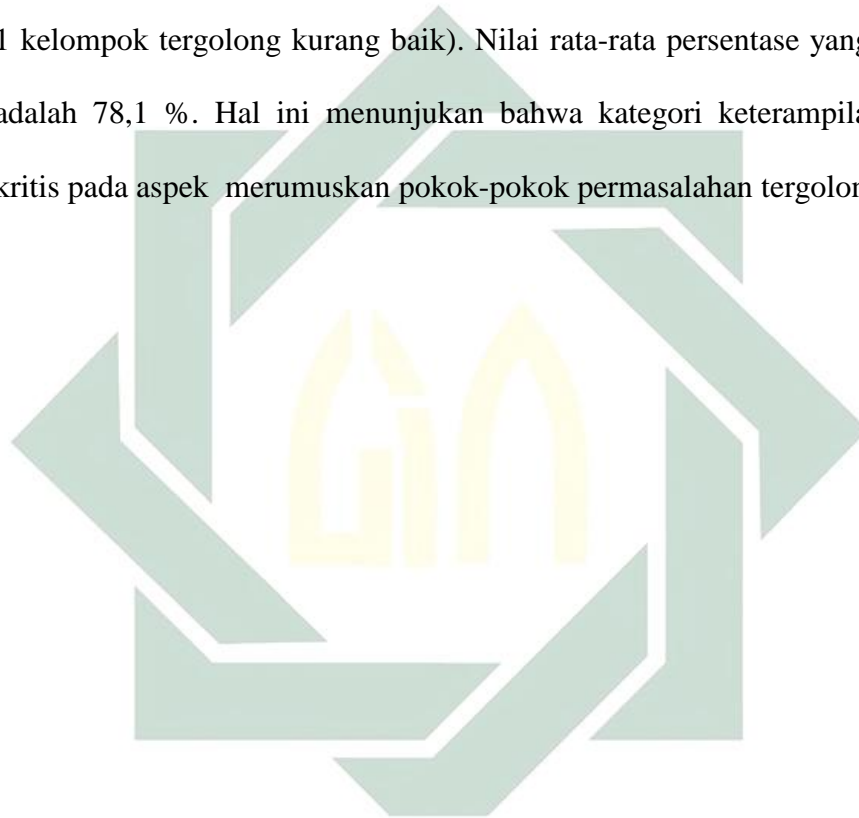 1 kelompok tergolong kurang baik). Nilai rata-rata persentase yang
adalah 78,1 %. Hal ini menunjukan bahwa kategori keterampila
kritis pada aspek merumuskan pokok-pokok permasalahan tergolon